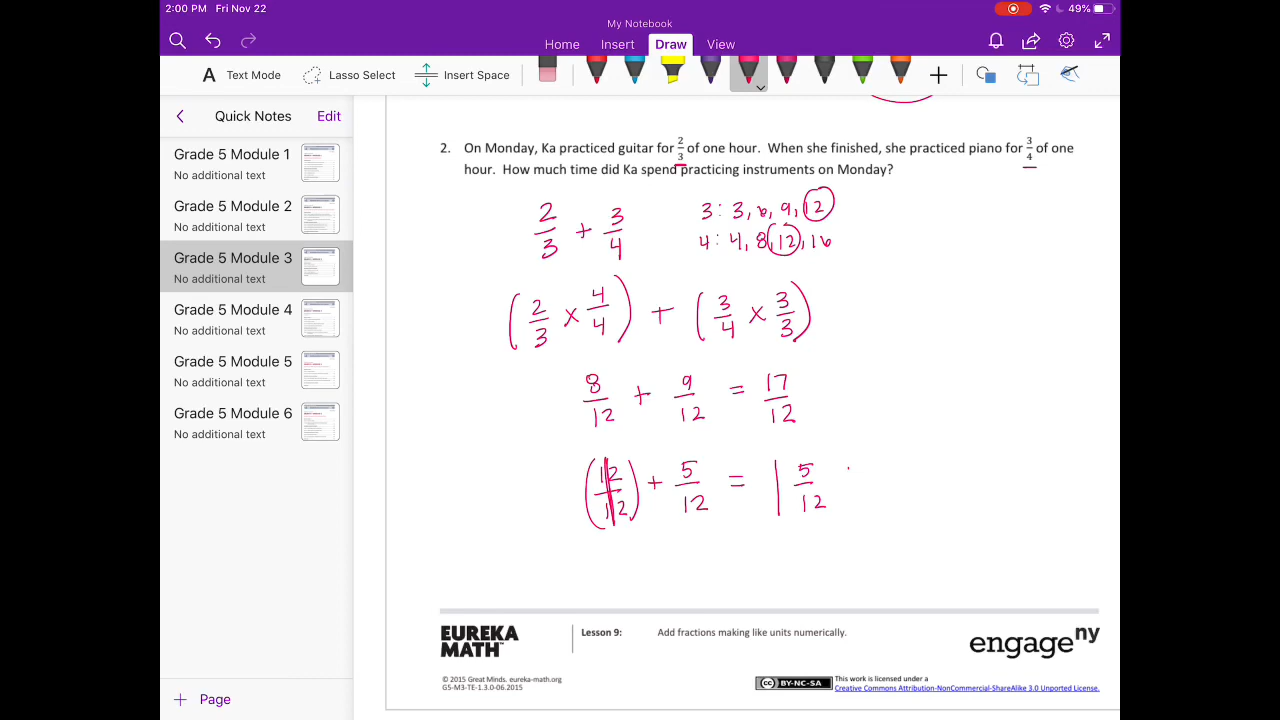 2:00 PM Fri Nov 22
49%
Home Insert Draw View
A Text Mode Lasso Select Insert Space
Quick Notes Edit
Grade 5 Module 1
No additional text
Grade 5 Module 2
No additional text
Grade 5 Module 3
No additional text
Grade 5 Module 4
No additional text
Grade 5 Module 5
No additional text
Grade 5 Module 6
No additional text
+ Page
2. On Monday, Ka practiced guitar for 2/3 of one hour. When she finished, she practiced piano for 3/4 of one
hour. How much time did Ka spend practicing instruments on Monday?
2/3 + 3/4
3: 3, 6, 9, 12
4: 4, 8, 12, 16
(2/3 x 4/4) + (3/4 x 3/3)
8/12 + 9/12 = 17/12
(12/12) + 5/12 = 1 5/12
EUREKA
MATH™
Lesson 9: Add fractions making like units numerically.
engageny
© 2015 Great Minds. eureka-math.org
G5-M3-TE-1.3.0-06.2015
CC BY-NC-SA
This work is licensed under a
Creative Commons Attribution-NonCommercial-ShareAlike 3.0 Unported License.